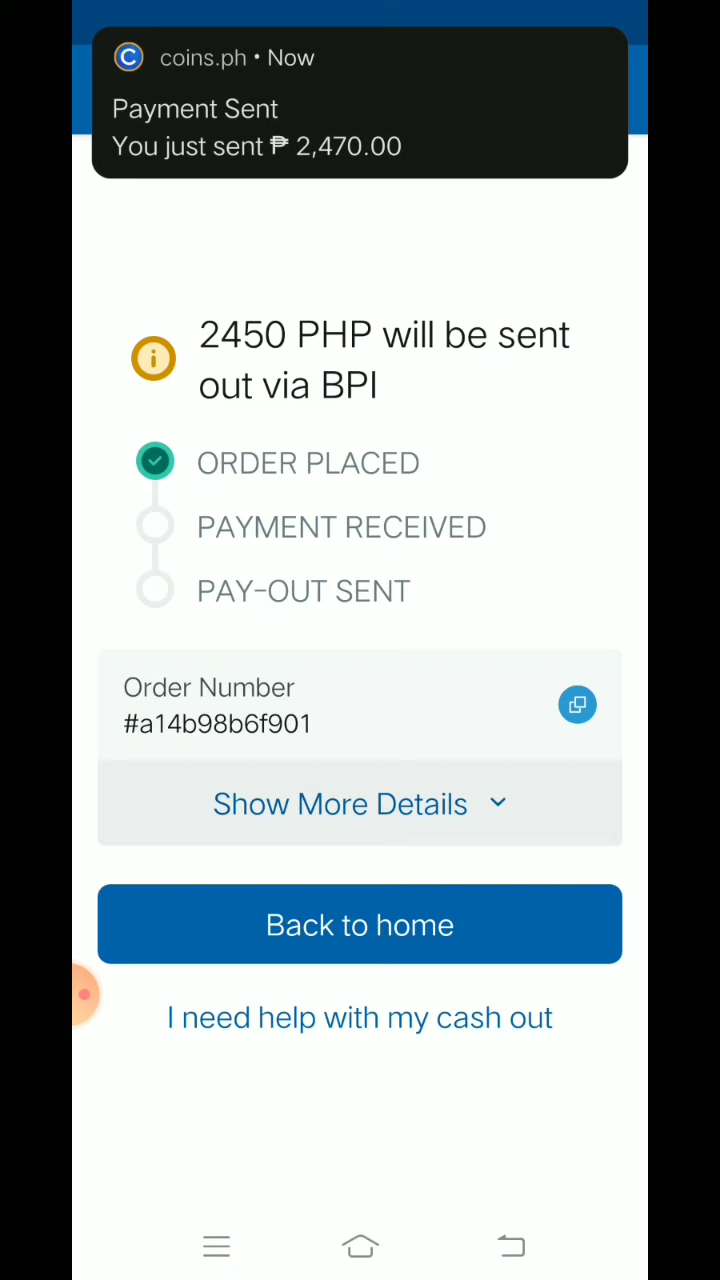 coins.ph • Now
Payment Sent
You just sent ₱ 2,470.00
2450 PHP will be sent
out via BPI
ORDER PLACED
PAYMENT RECEIVED
PAY-OUT SENT
Order Number
#a14b98b6f901
Show More Details
Back to home
I need help with my cash out